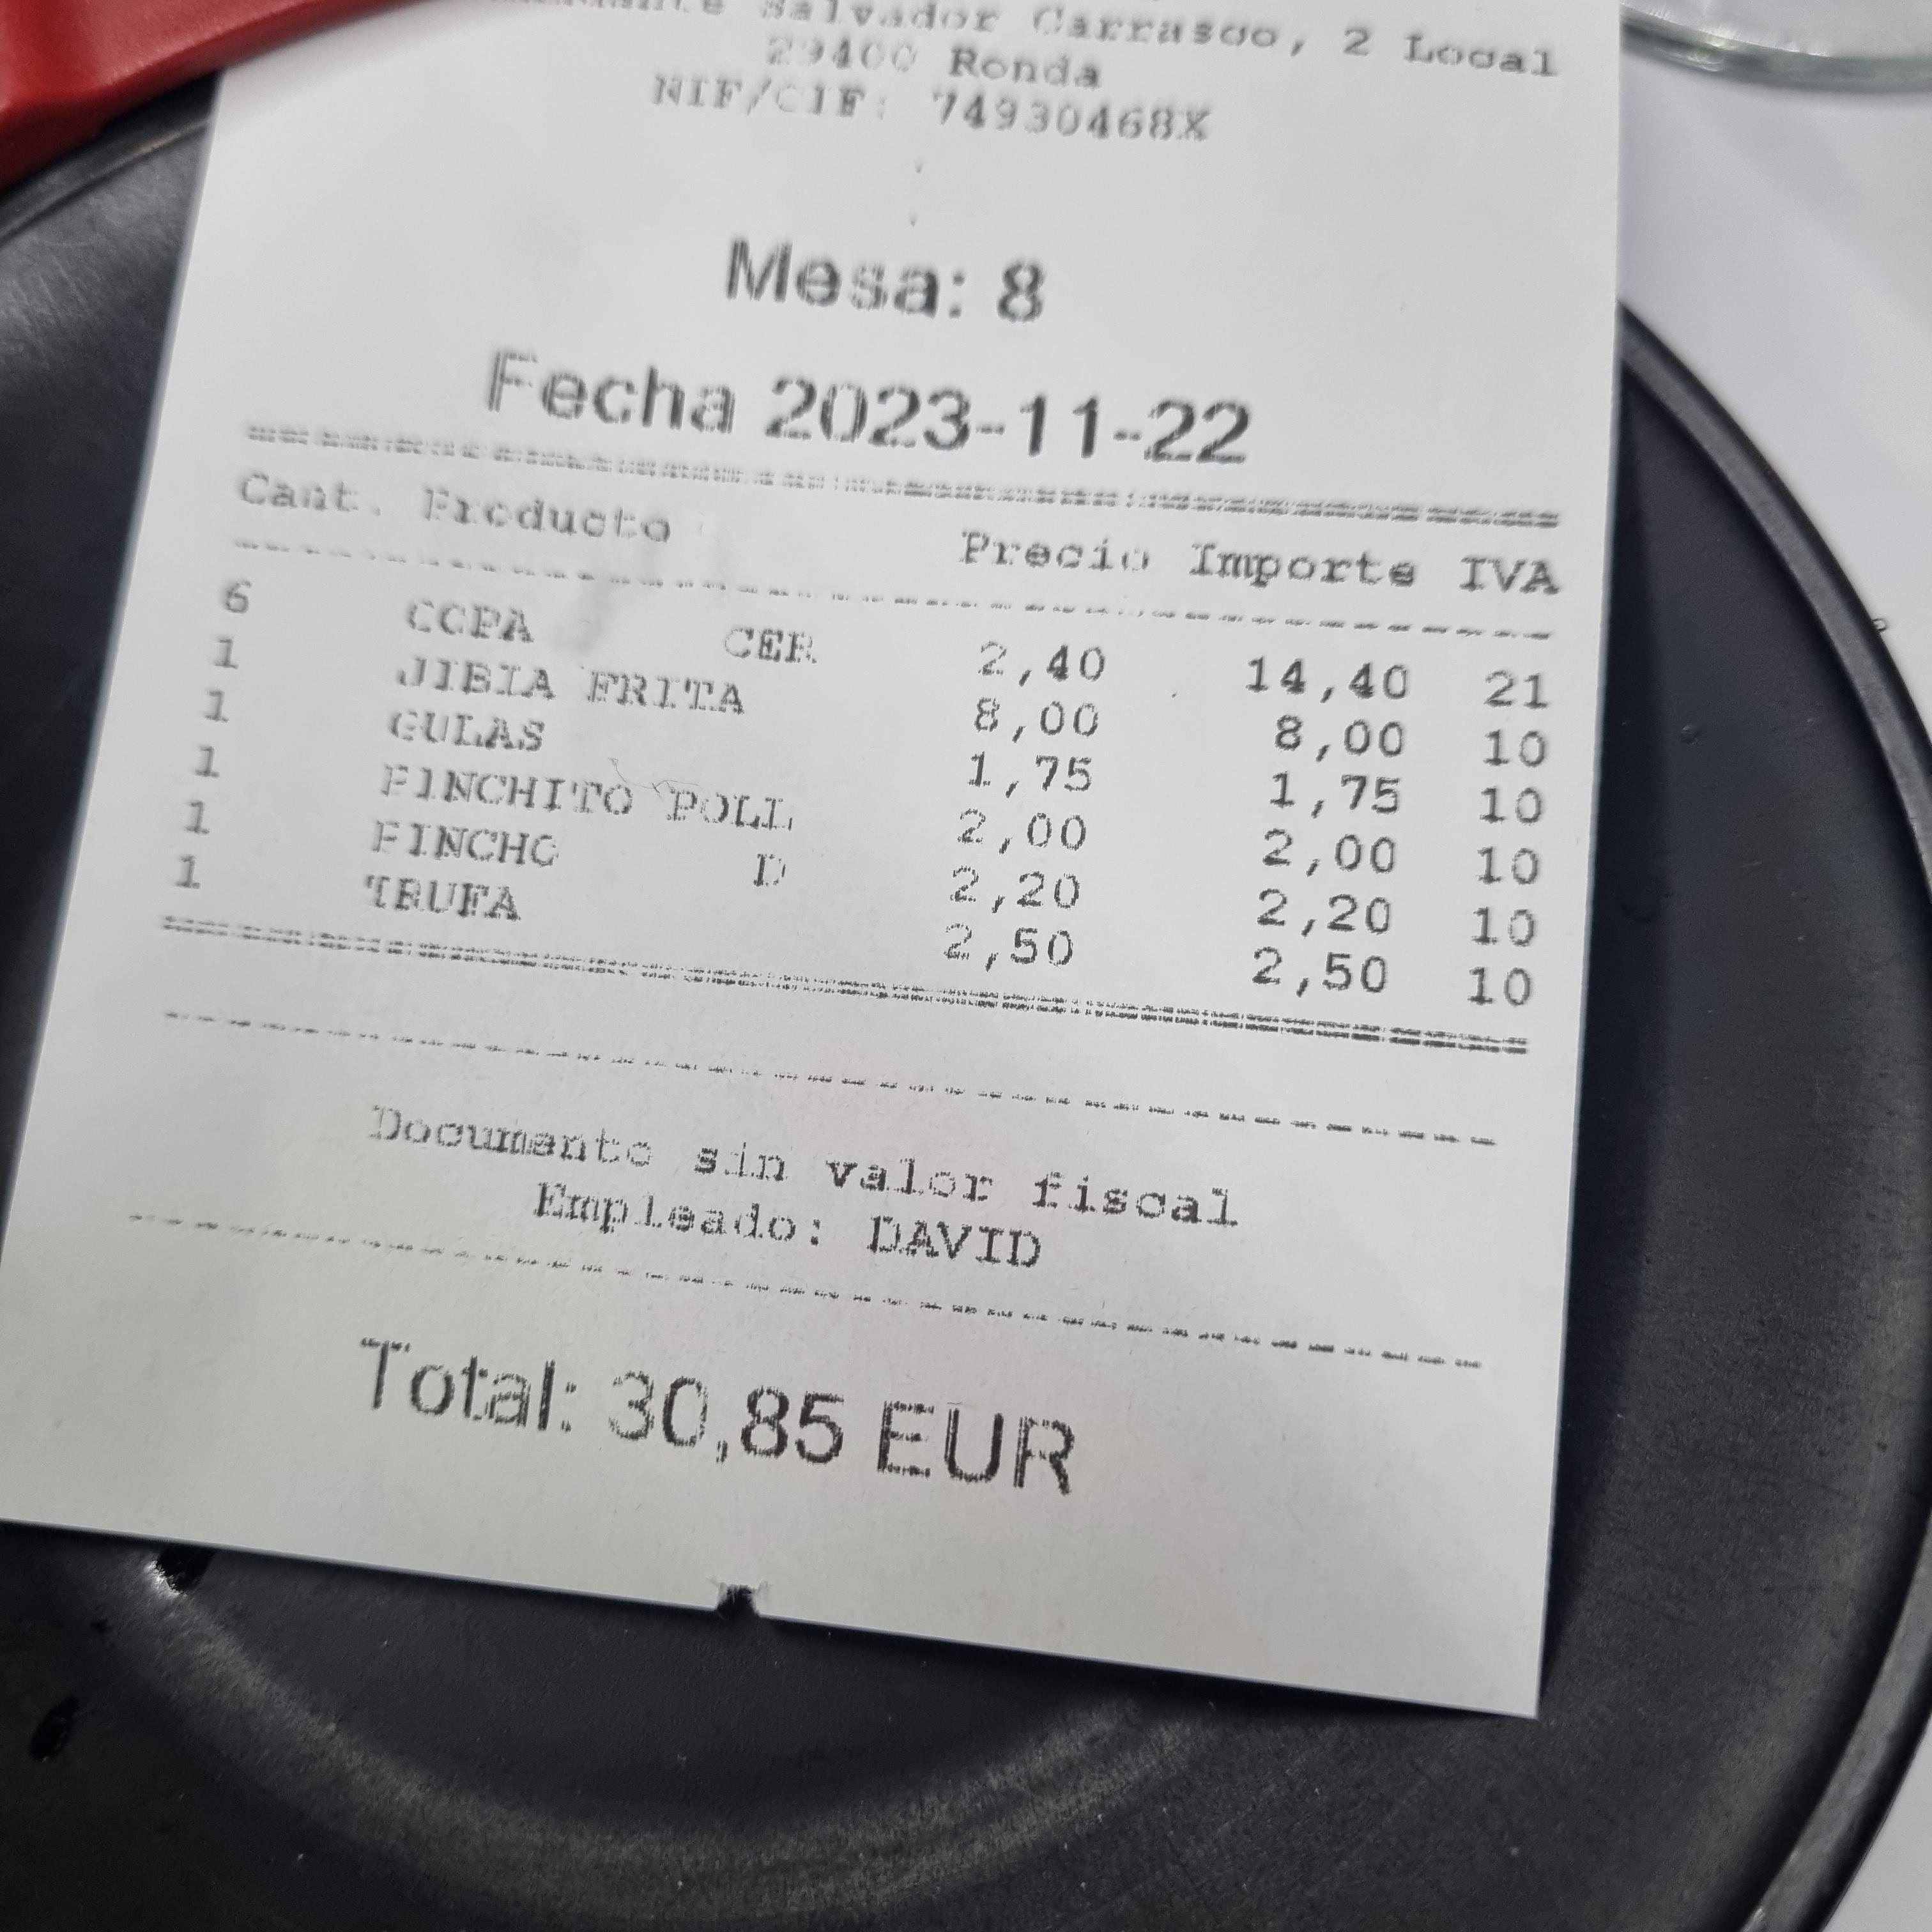 Salvador Carrasco, 2 Local
29400 Ronda
NIF/CIF: 74930468X
Mesa: 8
Fecha 2023-11-22
Cant. Producto Precio Importe IVA
6 COPA CER 2,40 14,40 21
1 JIBIA FRITA 8,00 8,00 10
1 GULAS 1,75 1,75 10
1 PINCHITO POLL 2,00 2,00 10
1 PINCHO D 2,20 2,20 10
1 TRUFA 2,50 2,50 10
Documento sin valor fiscal
Empleado: DAVID
Total: 30,85 EUR